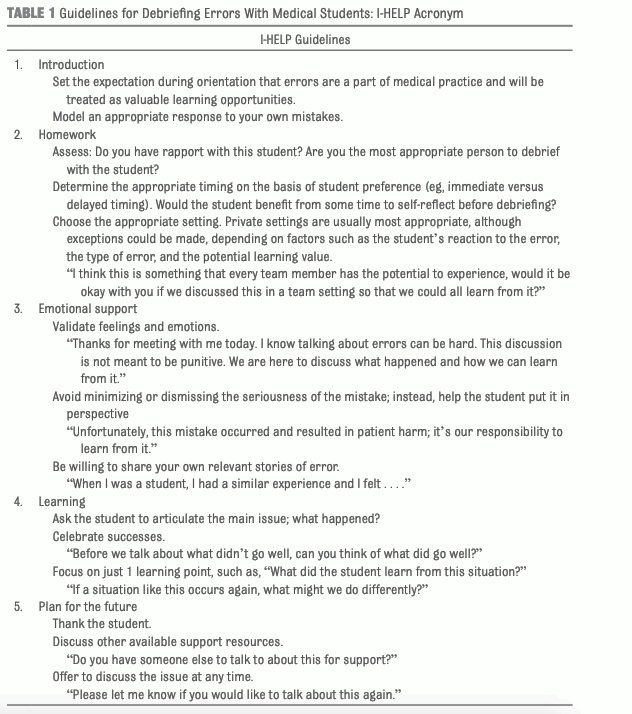 TABLE 1 Guidelines for Debriefing Errors With Medical Students: I-HELP Acronym
I-HELP Guidelines
1. Introduction
Set the expectation during orientation that errors are a part of medical practice and will be
treated as valuable learning opportunities.
Model an appropriate response to your own mistakes.
2. Homework
Assess: Do you have rapport with this student? Are you the most appropriate person to debrief
with the student?
Determine the appropriate timing on the basis of student preference (eg, immediate versus
delayed timing). Would the student benefit from some time to self-reflect before debriefing?
Choose the appropriate setting. Private settings are usually most appropriate, although
exceptions could be made, depending on factors such as the student’s reaction to the error,
the type of error, and the potential learning value.
“I think this is something that every team member has the potential to experience, would it be
okay with you if we discussed this in a team setting so that we could all learn from it?”
3. Emotional support
Validate feelings and emotions.
“Thanks for meeting with me today. I know talking about errors can be hard. This discussion
is not meant to be punitive. We are here to discuss what happened and how we can learn
from it.”
Avoid minimizing or dismissing the seriousness of the mistake; instead, help the student put it in
perspective
“Unfortunately, this mistake occurred and resulted in patient harm; it’s our responsibility to
learn from it.”
Be willing to share your own relevant stories of error.
“When I was a student, I had a similar experience and I felt . . . .”
4. Learning
Ask the student to articulate the main issue; what happened?
Celebrate successes.
“Before we talk about what didn’t go well, can you think of what did go well?”
Focus on just 1 learning point, such as, “What did the student learn from this situation?”
“If a situation like this occurs again, what might we do differently?”
5. Plan for the future
Thank the student.
Discuss other available support resources.
“Do you have someone else to talk to about this for support?”
Offer to discuss the issue at any time.
“Please let me know if you would like to talk about this again.”